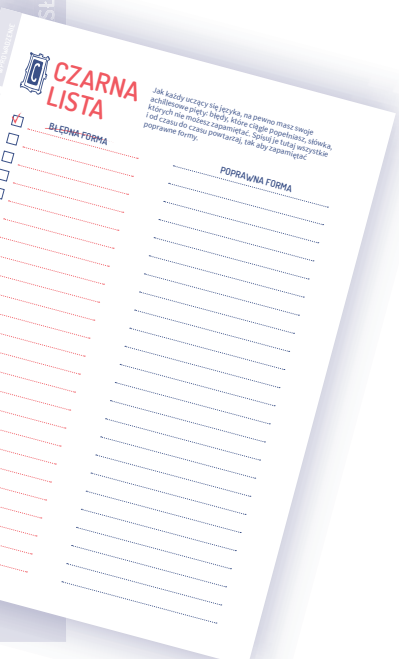 CZARNA
LISTA
Jak każdy uczący się języka, na pewno masz swoje
achillesowe pięty: błędy, które ciągle popełniasz, słówka,
których nie możesz zapamiętać. Spisuj je tutaj wszystkie
i od czasu do czasu powtarzaj, tak aby zapamiętać
poprawne formy.
BŁĘDNA FORMA
POPRAWNA FORMA